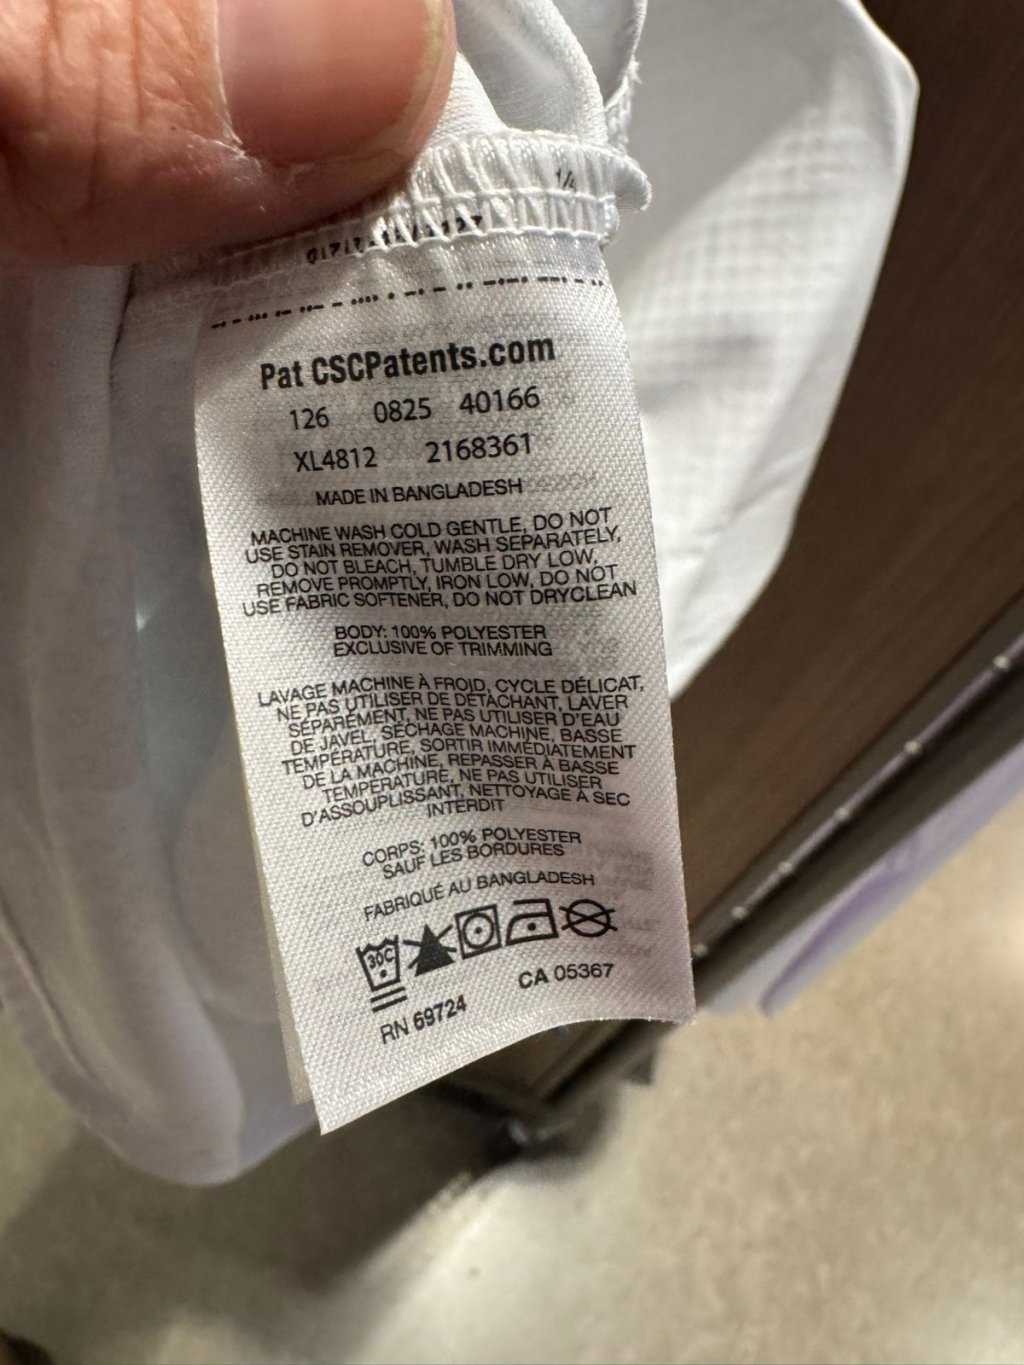 Pat CSCPatents.com
126 0825 40166
XL4812 2168361
MADE IN BANGLADESH
MACHINE WASH COLD GENTLE, DO NOT
USE STAIN REMOVER, WASH SEPARATELY,
DO NOT BLEACH, TUMBLE DRY LOW,
REMOVE PROMPTLY, IRON LOW, DO NOT
USE FABRIC SOFTENER, DO NOT DRYCLEAN
BODY: 100% POLYESTER
EXCLUSIVE OF TRIMMING
LAVAGE MACHINE À FROID, CYCLE DÉLICAT,
NE PAS UTILISER DE DÉTACHANT, LAVER
SÉPARÉMENT, NE PAS UTILISER D'EAU
DE JAVEL, SÉCHAGE MACHINE, BASSE
TEMPÉRATURE, SORTIR IMMÉDIATEMENT
DE LA MACHINE, REPASSER À BASSE
TEMPÉRATURE, NE PAS UTILISER
D'ASSOUPLISSANT, NETTOYAGE À SEC
INTERDIT
CORPS: 100% POLYESTER
SAUF LES BORDURES
FABRIQUÉ AU BANGLADESH
30C
RN 69724 CA 05367